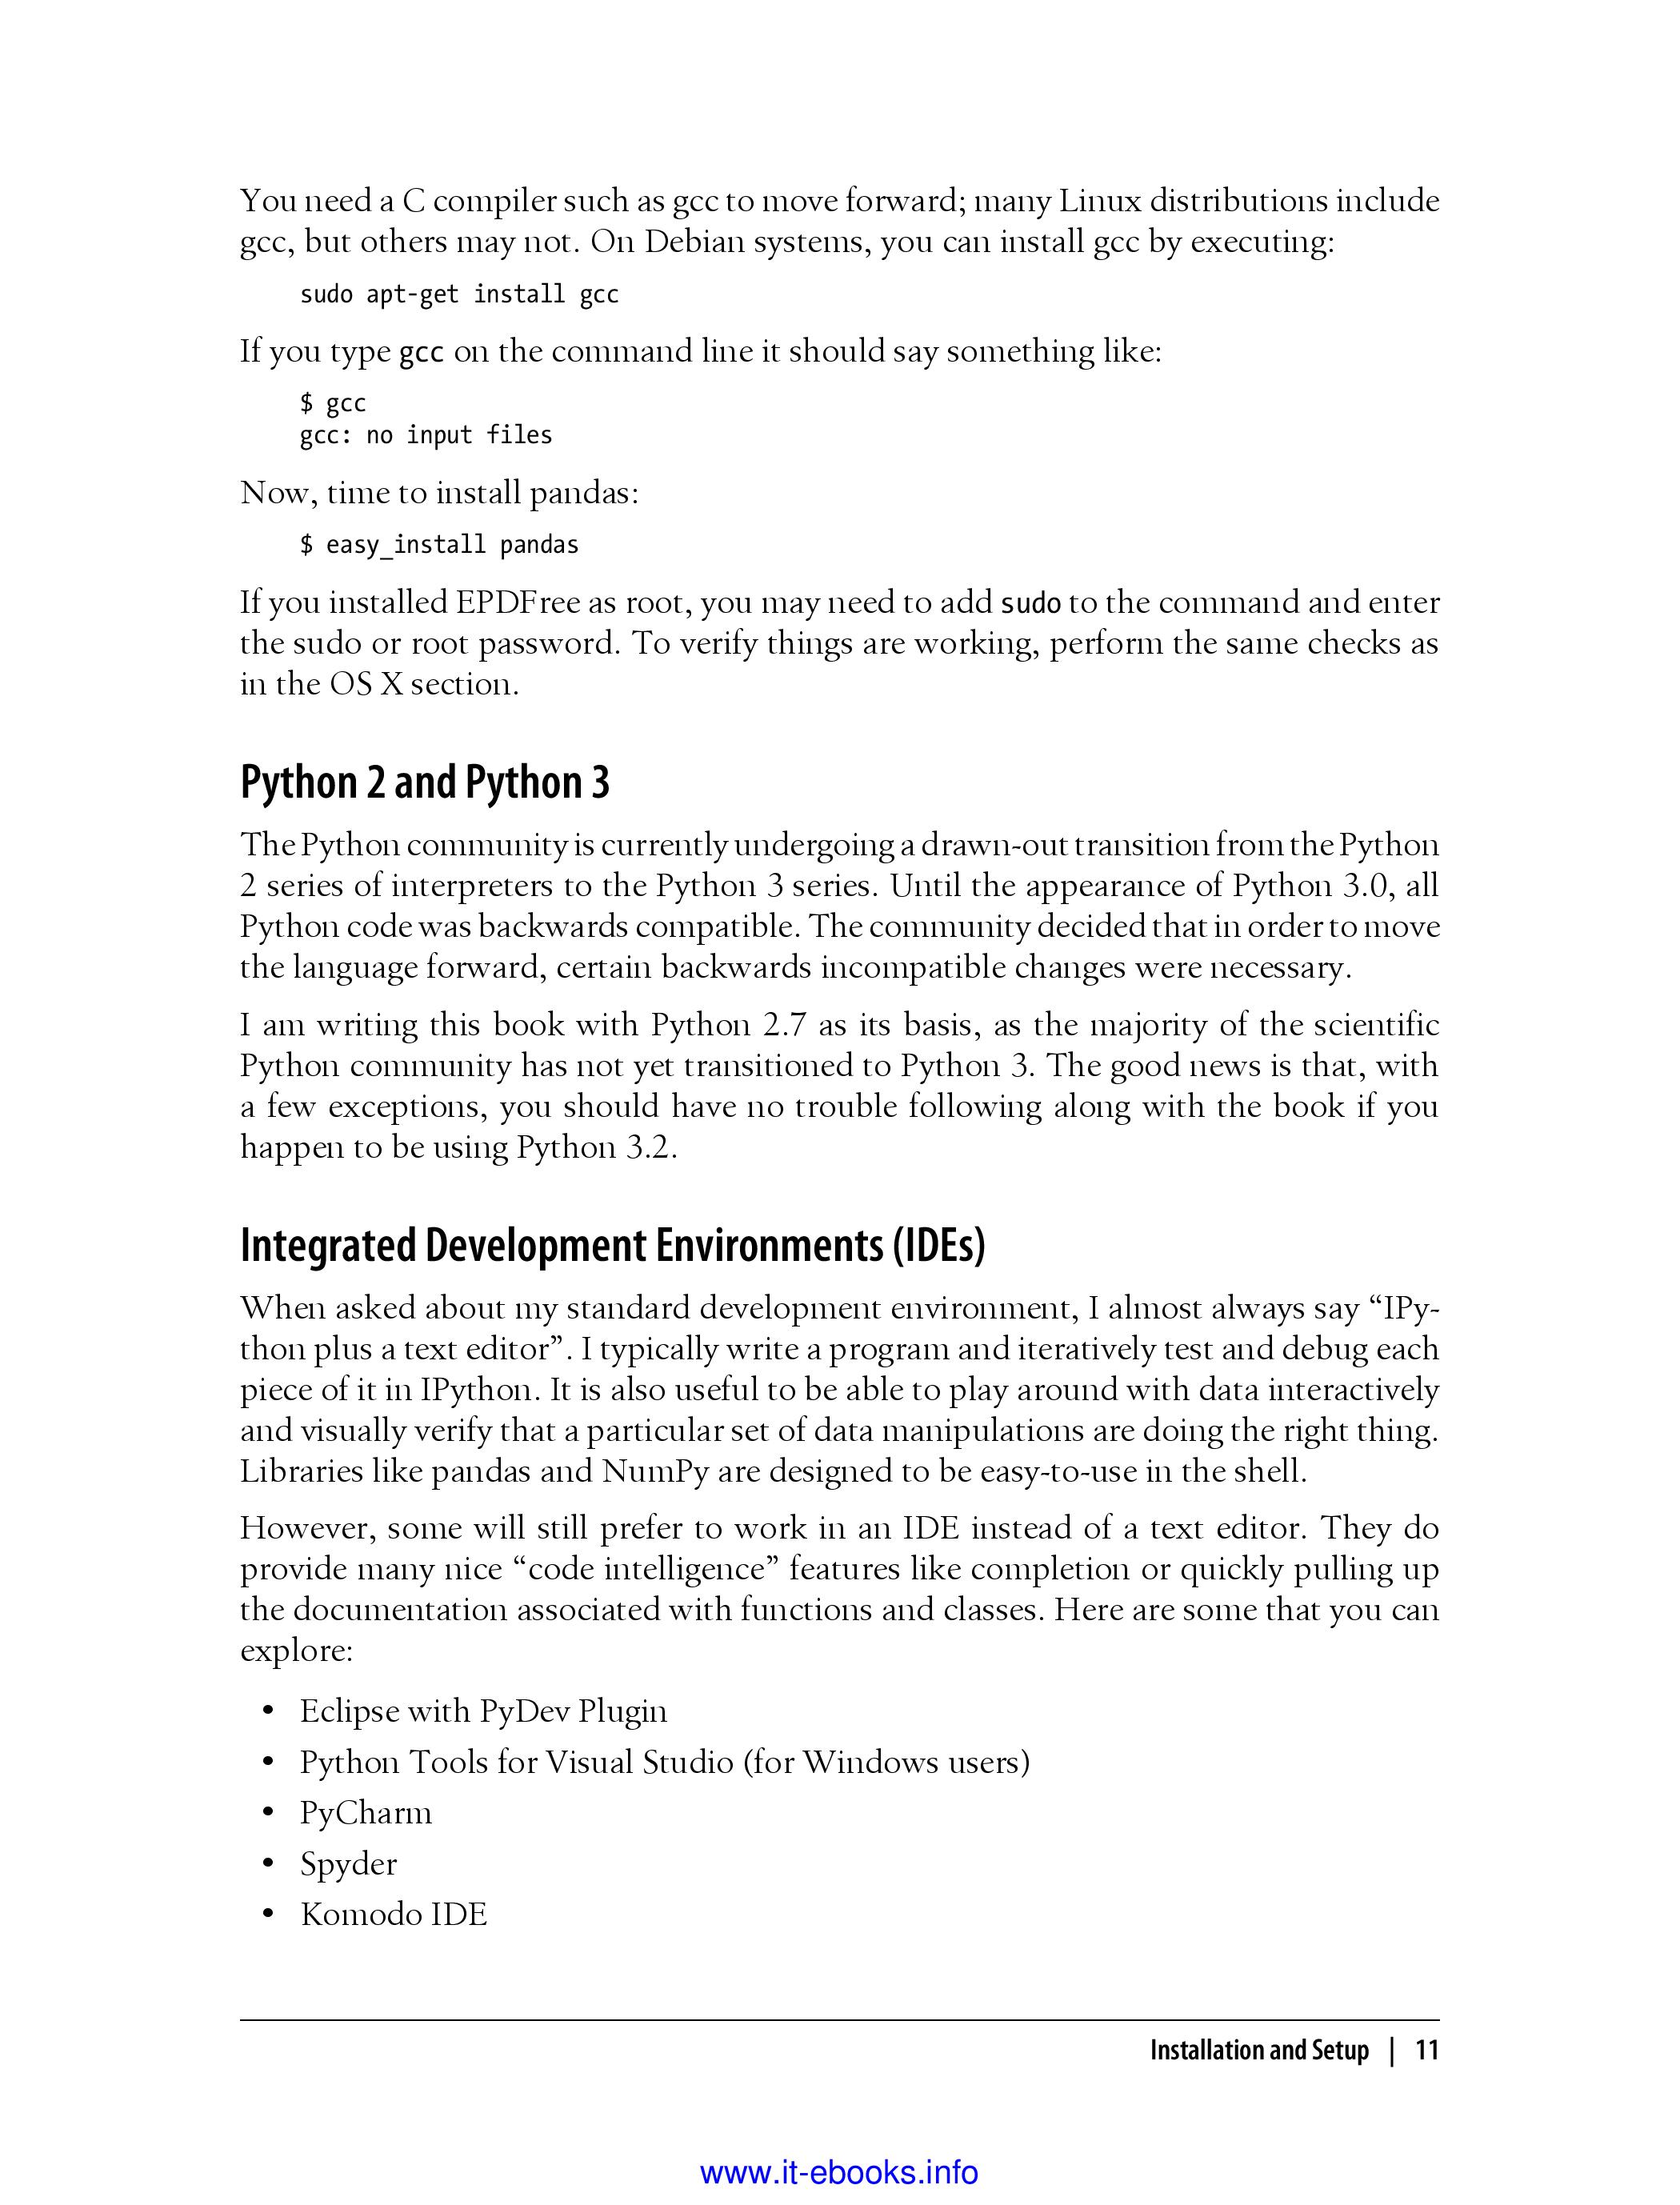 You need a C compiler such as gcc to move forward; many Linux distributions include
gcc, but others may not. On Debian systems, you can install gcc by executing:
sudo apt-get install gcc
If you type gcc on the command line it should say something like:
$ gcc
gcc: no input files
Now, time to install pandas:
$ easy_install pandas
If you installed EPDFree as root, you may need to add sudo to the command and enter
the sudo or root password. To verify things are working, perform the same checks as
in the OS X section.
Python 2 and Python 3
The Python community is currently undergoing a drawn-out transition from the Python
2 series of interpreters to the Python 3 series. Until the appearance of Python 3.0, all
Python code was backwards compatible. The community decided that in order to move
the language forward, certain backwards incompatible changes were necessary.
I am writing this book with Python 2.7 as its basis, as the majority of the scientific
Python community has not yet transitioned to Python 3. The good news is that, with
a few exceptions, you should have no trouble following along with the book if you
happen to be using Python 3.2.
Integrated Development Environments (IDEs)
When asked about my standard development environment, I almost always say “IPy-
thon plus a text editor”. I typically write a program and iteratively test and debug each
piece of it in IPython. It is also useful to be able to play around with data interactively
and visually verify that a particular set of data manipulations are doing the right thing.
Libraries like pandas and NumPy are designed to be easy-to-use in the shell.
However, some will still prefer to work in an IDE instead of a text editor. They do
provide many nice “code intelligence” features like completion or quickly pulling up
the documentation associated with functions and classes. Here are some that you can
explore:
• Eclipse with PyDev Plugin
• Python Tools for Visual Studio (for Windows users)
• PyCharm
• Spyder
• Komodo IDE
Installation and Setup | 11
www.it-ebooks.info